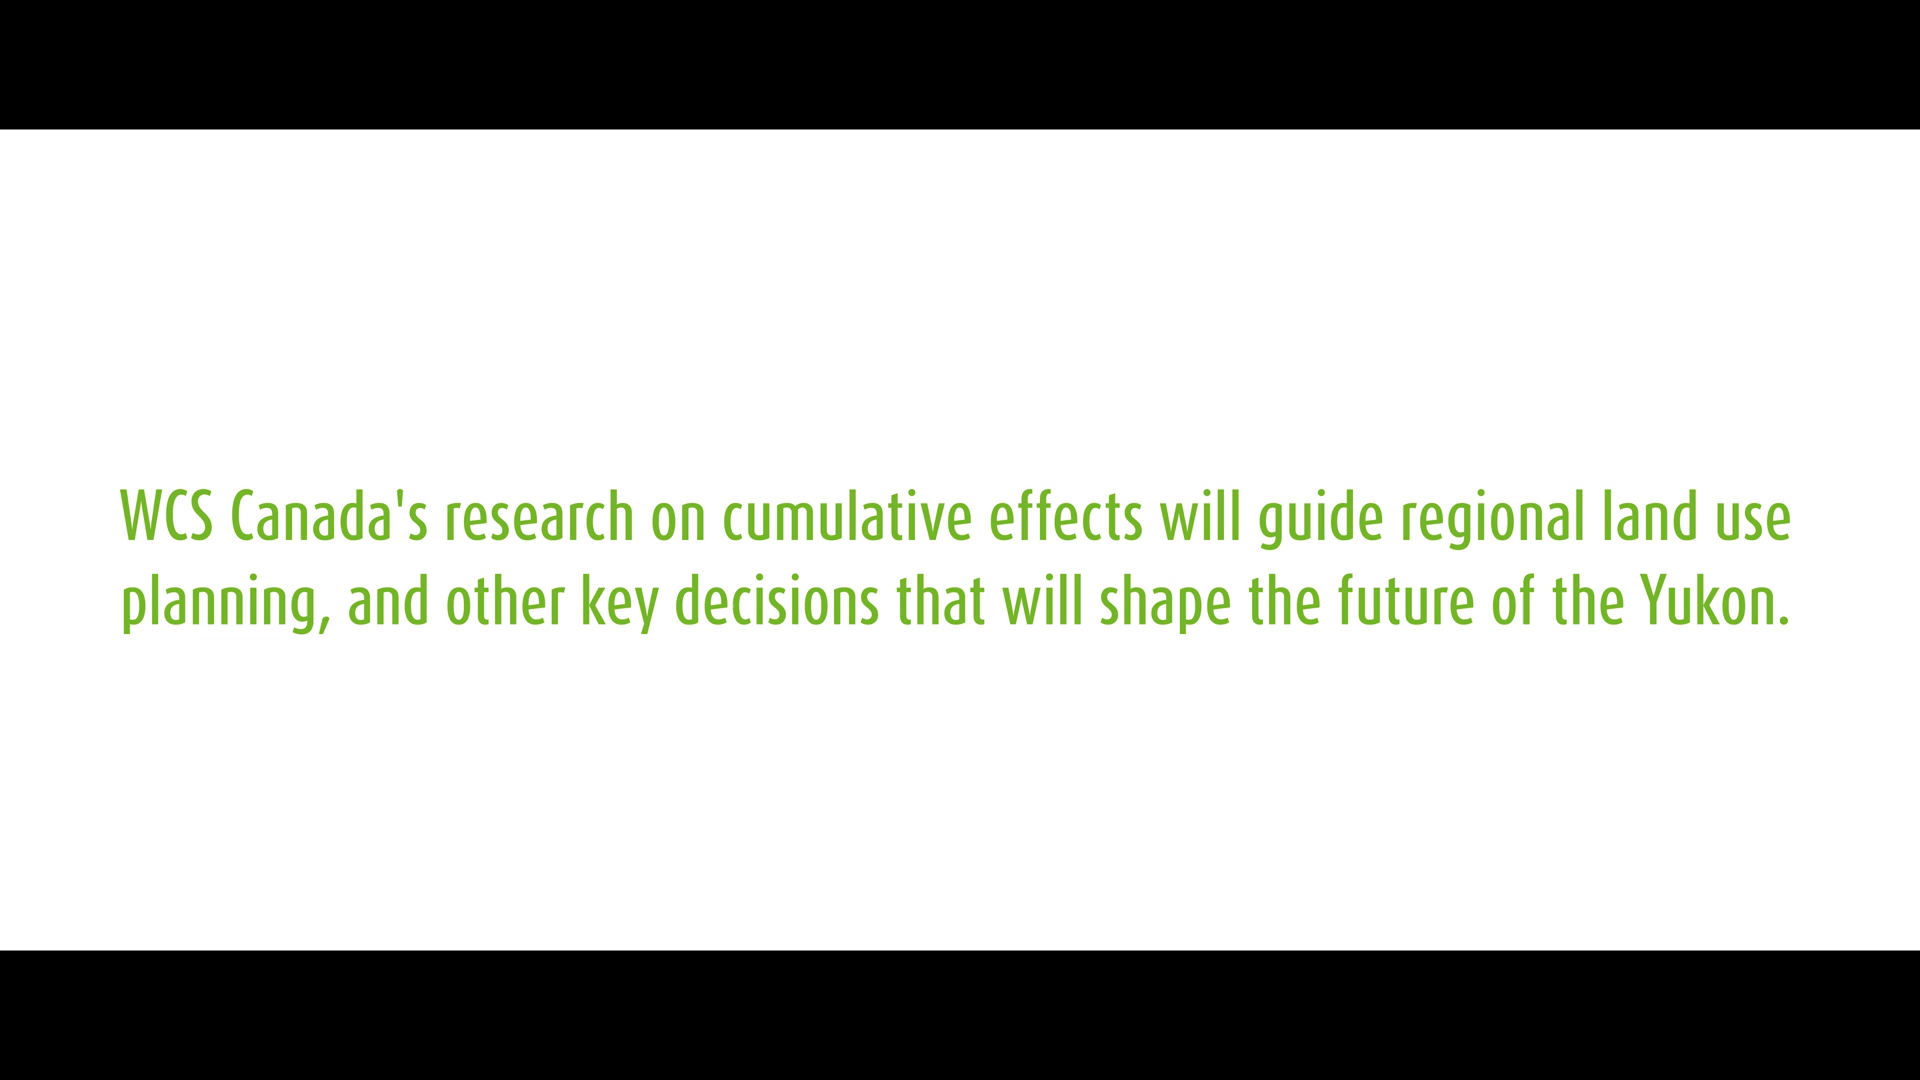 WCS Canada's research on cumulative effects will guide regional land use
planning, and other key decisions that will shape the future of the Yukon.